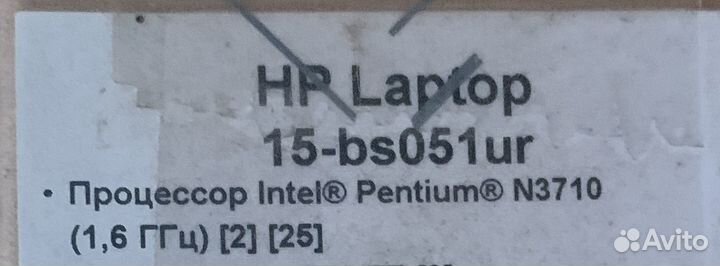 HP Laptop
15-bs051ur
• Процессор Intel® Pentium® N3710
(1,6 ГГц) [2] [25]
Avito